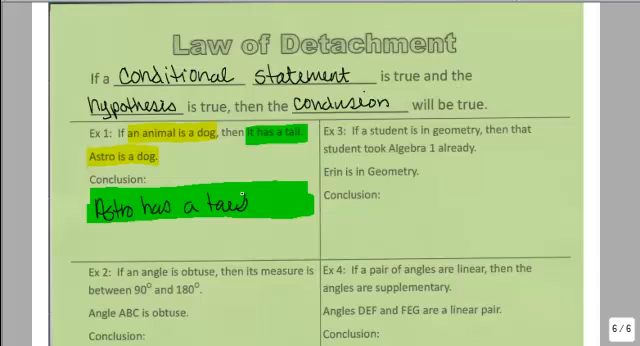 Law of Detachment
If a conditional statement is true and the
hypothesis is true, then the conclusion will be true.
Ex 1: If an animal is a dog, then it has a tail.
Astro is a dog.
Conclusion:
Astro has a tail
Ex 3: If a student is in geometry, then that
student took Algebra 1 already.
Erin is in Geometry.
Conclusion:
Ex 2: If an angle is obtuse, then its measure is
between 90° and 180°.
Angle ABC is obtuse.
Conclusion:
Ex 4: If a pair of angles are linear, then the
angles are supplementary.
Angles DEF and FEG are a linear pair.
Conclusion:
6 / 6